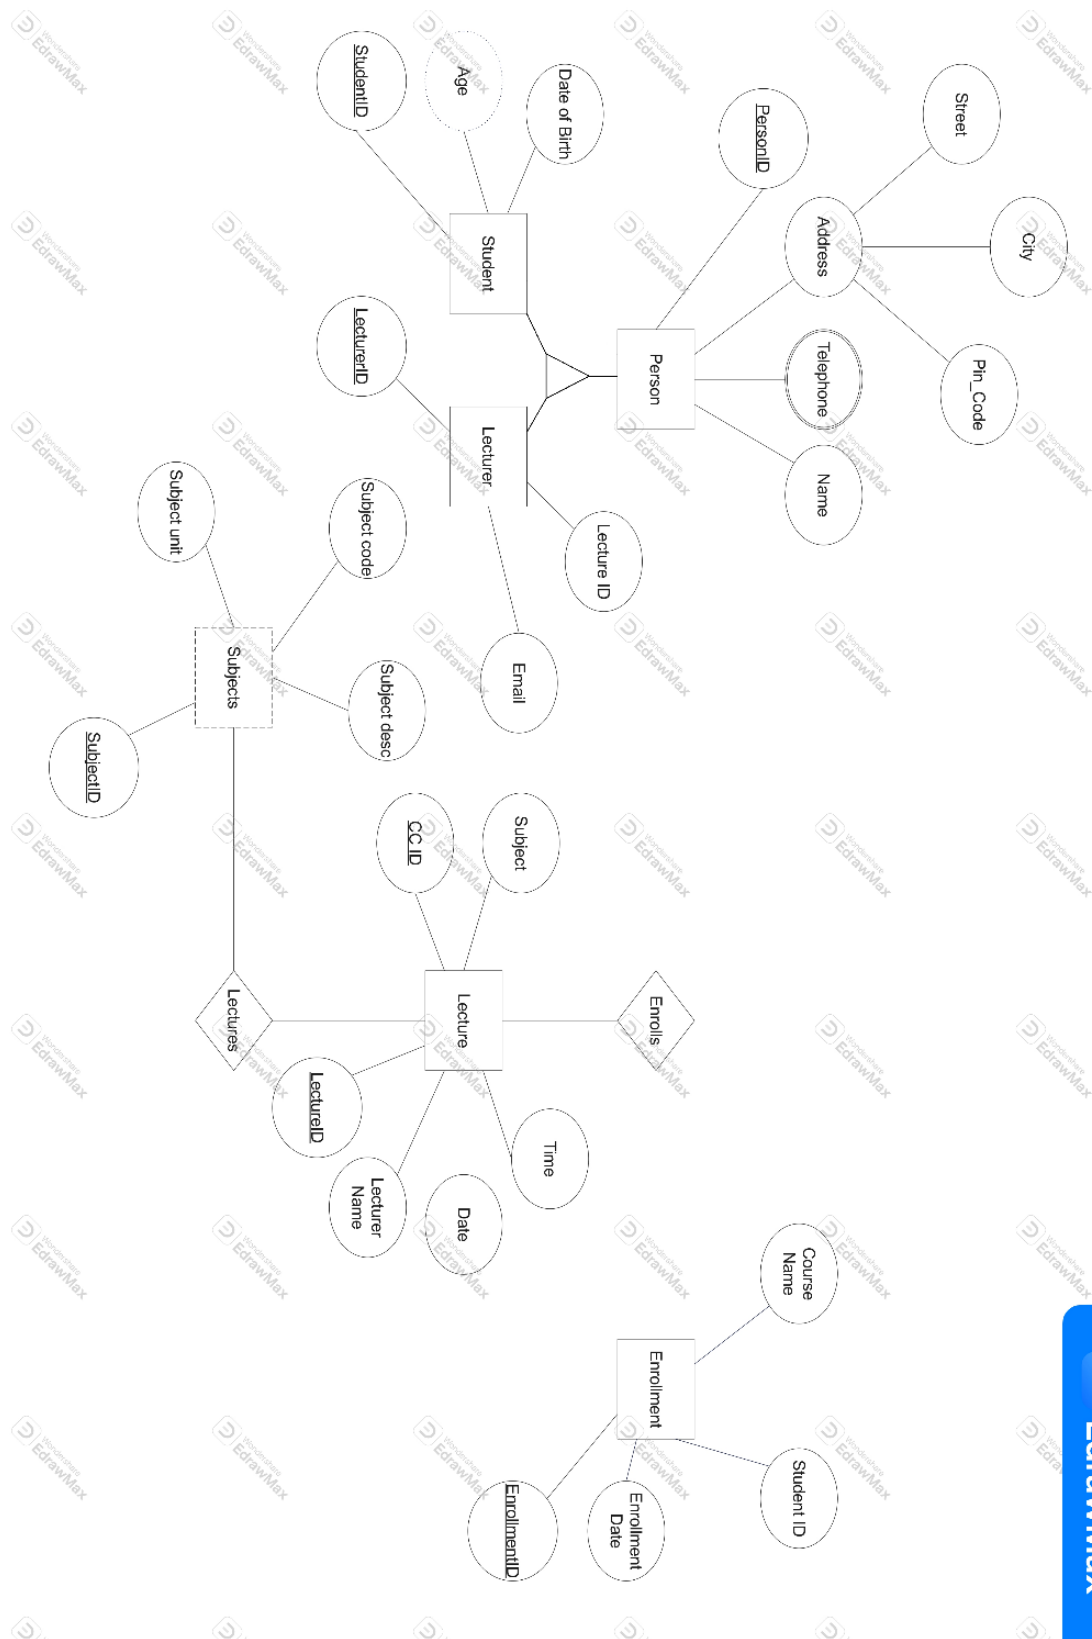 Street
City
Pin_Code
Address
PersonID
Telephone
Name
Person
Date of Birth
Age
StudentID
Student
LecturerID
Lecturer
Lecture ID
Email
Subject code
Subject unit
Subject desc
Subjects
SubjectID
Subject
CC ID
Lecture
Enrolls
Lectures
LectureID
Lecturer
Name
Date
Time
Course
Name
Enrollment
Student ID
Enrollment
Date
EnrollmentID
Wondershare
EdrawMax